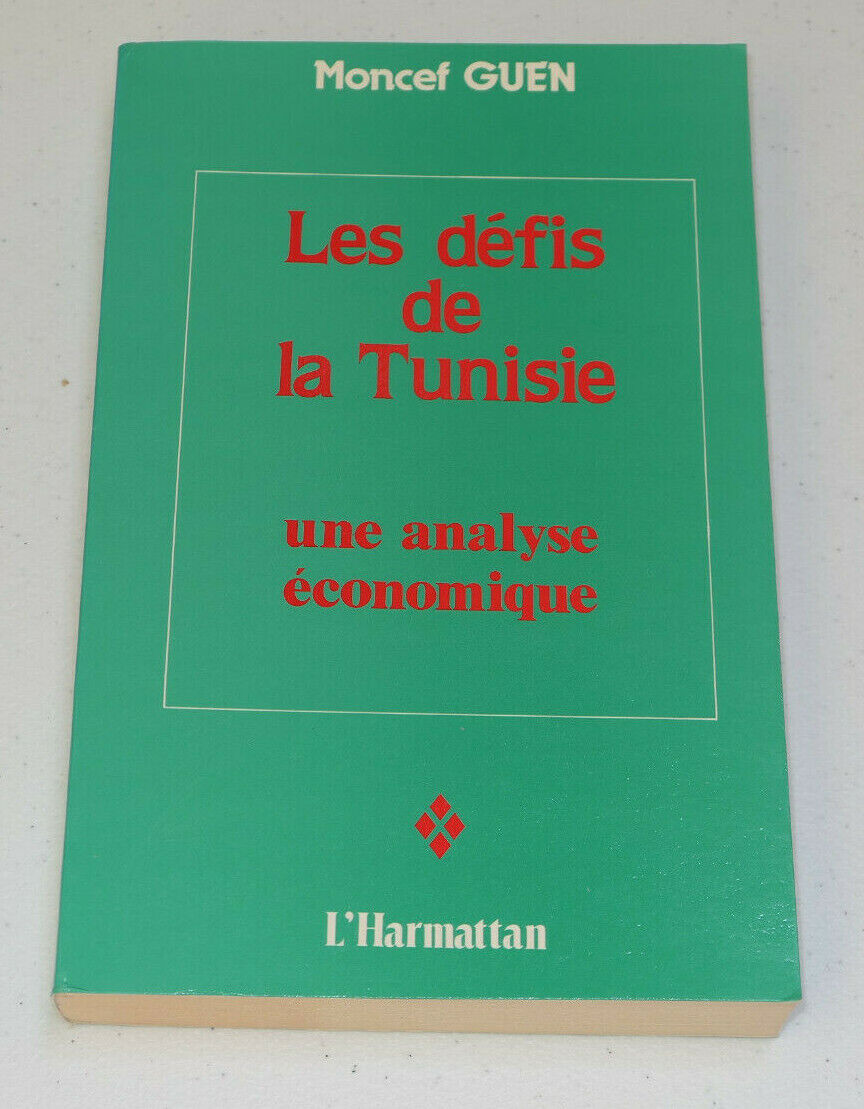 Moncef GUEN
Les défis
de
la Tunisie
une analyse
économique
L'Harmattan